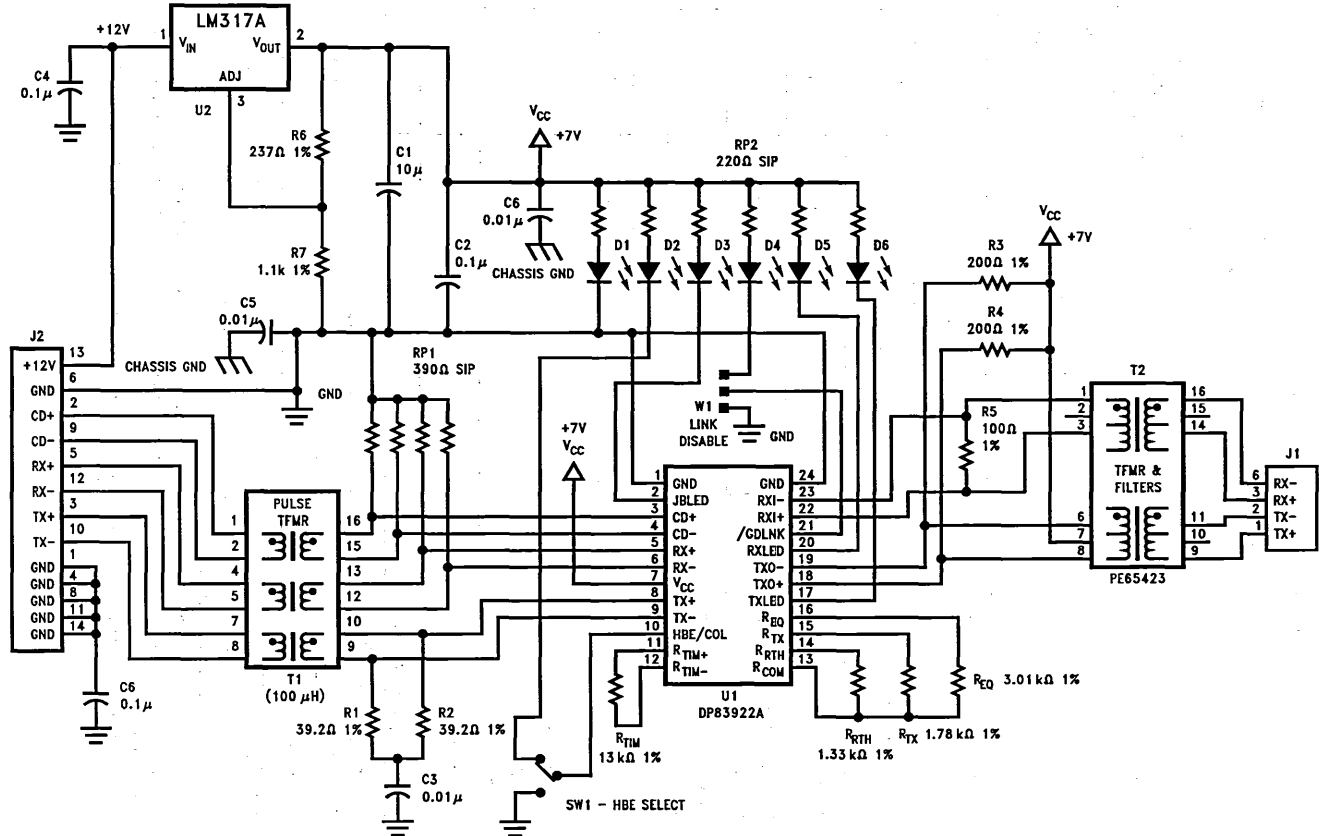 LM317A
+12V
1
V_IN
V_OUT
2
ADJ
3
U2
C4
0.1μ
R6
237Ω 1%
C1
10μ
R7
1.1k 1%
C2
0.1μ
V_CC
+7V
C6
0.01μ
CHASSIS GND
RP2
220Ω SIP
D1
D2
D3
D4
D5
D6
C5
0.01μ
CHASSIS GND
GND
RP1
390Ω SIP
W1
LINK
DISABLE
GND
+7V
V_CC
V_CC
+7V
R3
200Ω 1%
R4
200Ω 1%
R5
100Ω
1%
J2
+12V 13
GND 6
CD+ 2
CD- 9
RX+ 5
RX- 12
TX+ 3
TX- 10
GND 1
GND 4
GND 8
GND 11
GND 14
C6
0.1μ
PULSE
TFMR
1 16
2 15
4 13
5 12
7 10
8 9
T1
(100 μH)
R1
39.2Ω 1%
R2
39.2Ω 1%
C3
0.01μ
1 GND GND 24
2 JBLED RXI- 23
3 CD+ RXI+ 22
4 CD- /GDLNK 21
5 RX+ RXLED 20
6 RX- TXO- 19
7 V_CC TXO+ 18
8 TX+ TXLED 17
9 TX- R_EQ 16
10 HBE/COL R_TX 15
11 R_TIM+ R_RTH 14
12 R_TIM- R_COM 13
U1
DP83922A
R_TIM
13kΩ 1%
SW1 - HBE SELECT
R_RTH
1.33kΩ 1%
R_TX 1.78kΩ 1%
R_EQ 3.01kΩ 1%
T2
1 16
2 15
3 14
TFMR &
FILTERS
6 11
7 10
8 9
PE65423
J1
6 RX-
3 RX+
2 TX-
1 TX+